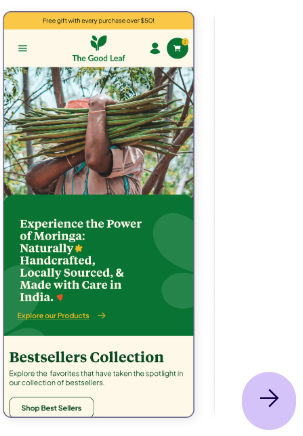 Free gift with every purchase over $50!
The Good Leaf
Experience the Power
of Moringa:
Naturally
Handcrafted,
Locally Sourced, &
Made with Care in
India.
Explore our Products
Bestsellers Collection
Explore the favorites that have taken the spotlight in
our collection of bestsellers.
Shop Best Sellers